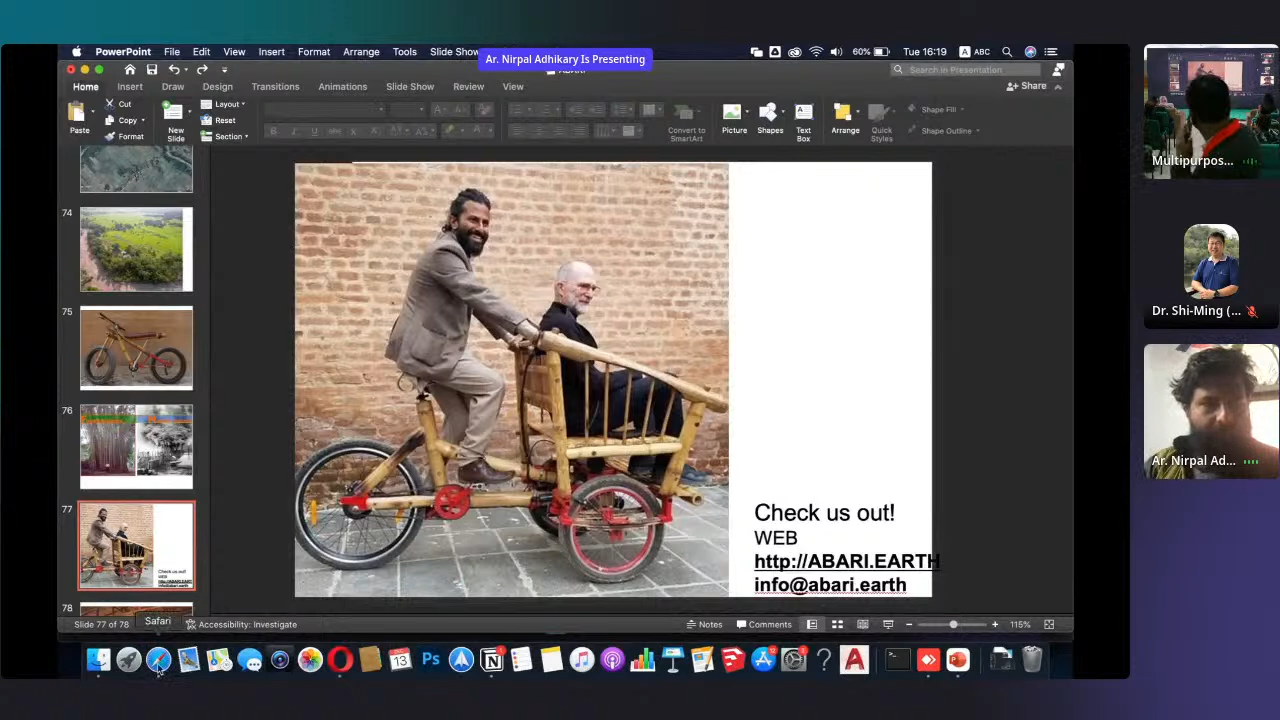 PowerPoint File Edit View Insert Format Arrange Tools Slide Show
Ar. Nirpal Adhikary Is Presenting
60% Tue 16:19 A ABC
Search in Presentation
Home Insert Draw Design Transitions Animations Slide Show Review View
Share
Paste
Cut
Copy
Format
New Slide
Layout
Reset
Section
Convert to SmartArt
Picture
Shapes
Text Box
Arrange
Quick Styles
Shape Fill
Shape Outline
74
75
76
77
78
Check us out!
WEB
http://ABARI.EARTH
info@abari.earth
Safari
Slide 77 of 78
Accessibility: Investigate
Notes
Comments
115%
Multipurpos...
Dr. Shi-Ming (...
Ar. Nirpal Ad...